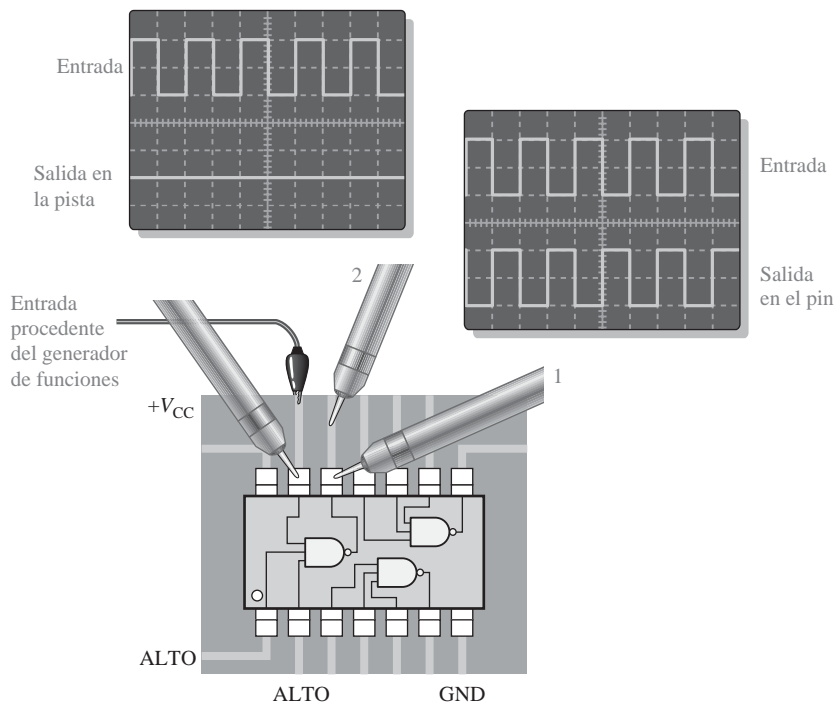 Entrada
Salida en
la pista
Entrada
Salida
en el pin
Entrada
procedente
del generador
de funciones
2
1
+VCC
ALTO
ALTO
GND